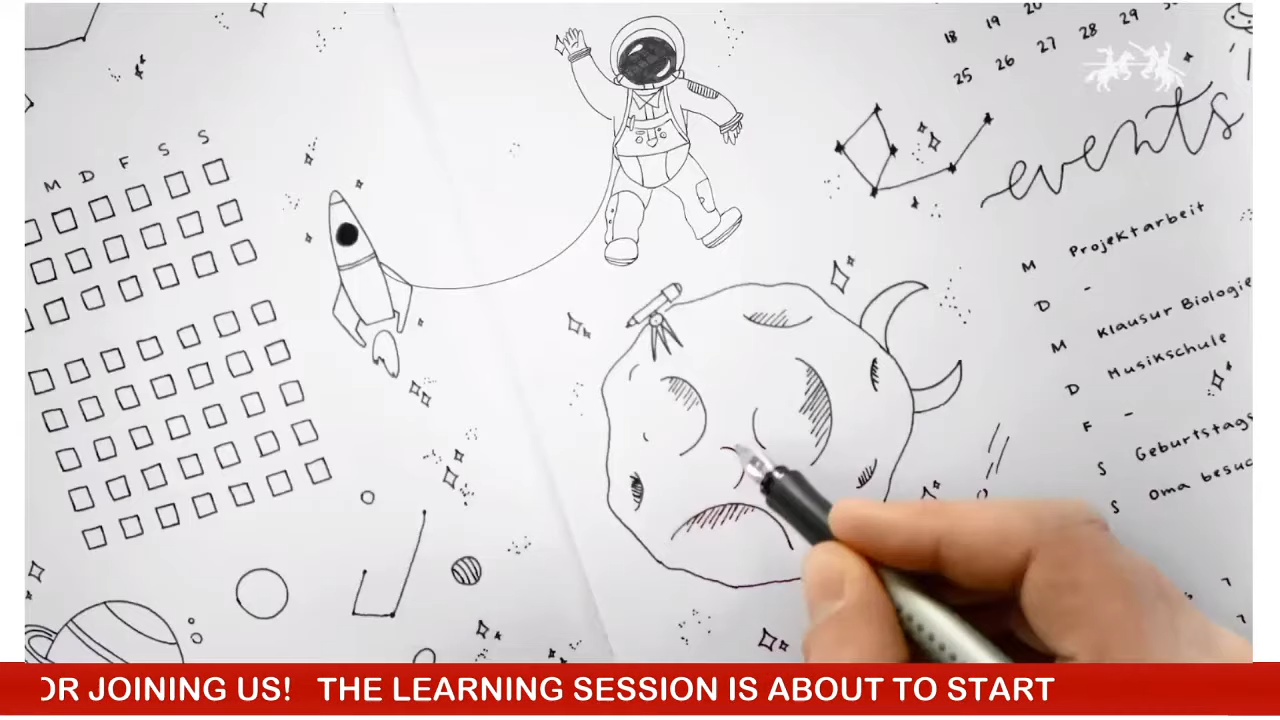 M D F S S
18 19 20
25 26 27 28 29
events
M Projektarbeit
D -
M Klausur Biologie
D Musikschule
F -
S Geburtstags
S Oma besuc
OR JOINING US! THE LEARNING SESSION IS ABOUT TO START